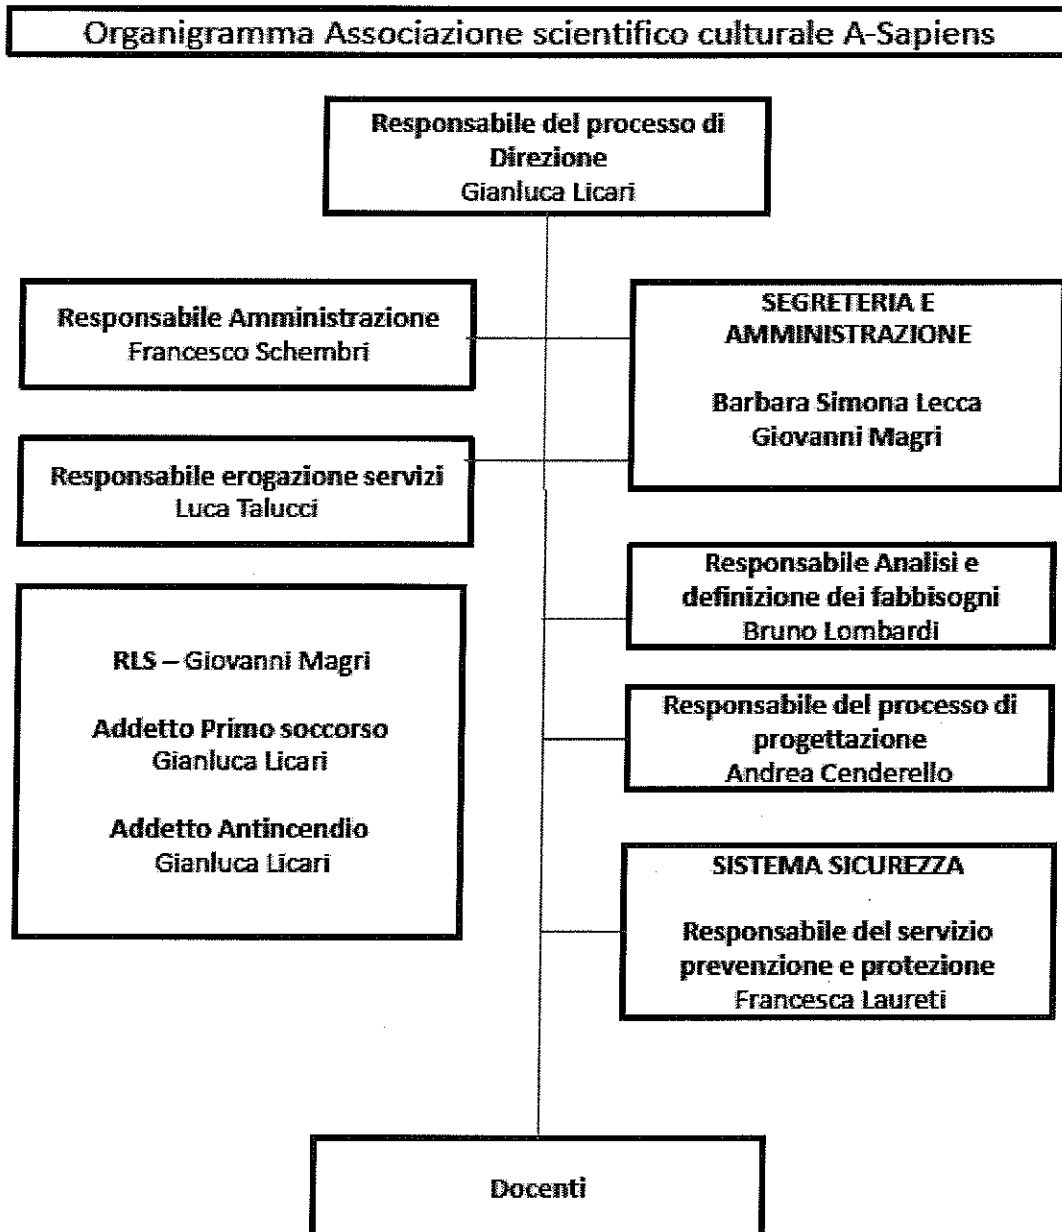 Organigramma Associazione scientifico culturale A-Sapiens
Responsabile del processo di
Direzione
Gianluca Licari
Responsabile Amministrazione
Francesco Schembri
SEGRETERIA E
AMMINISTRAZIONE
Barbara Simona Lecca
Giovanni Magri
Responsabile erogazione servizi
Luca Talucci
Responsabile Analisi e
definizione dei fabbisogni
Bruno Lombardi
RLS – Giovanni Magri
Addetto Primo soccorso
Gianluca Licari
Addetto Antincendio
Gianluca Licari
Responsabile del processo di
progettazione
Andrea Cenderello
SISTEMA SICUREZZA
Responsabile del servizio
prevenzione e protezione
Francesca Laureti
Docenti